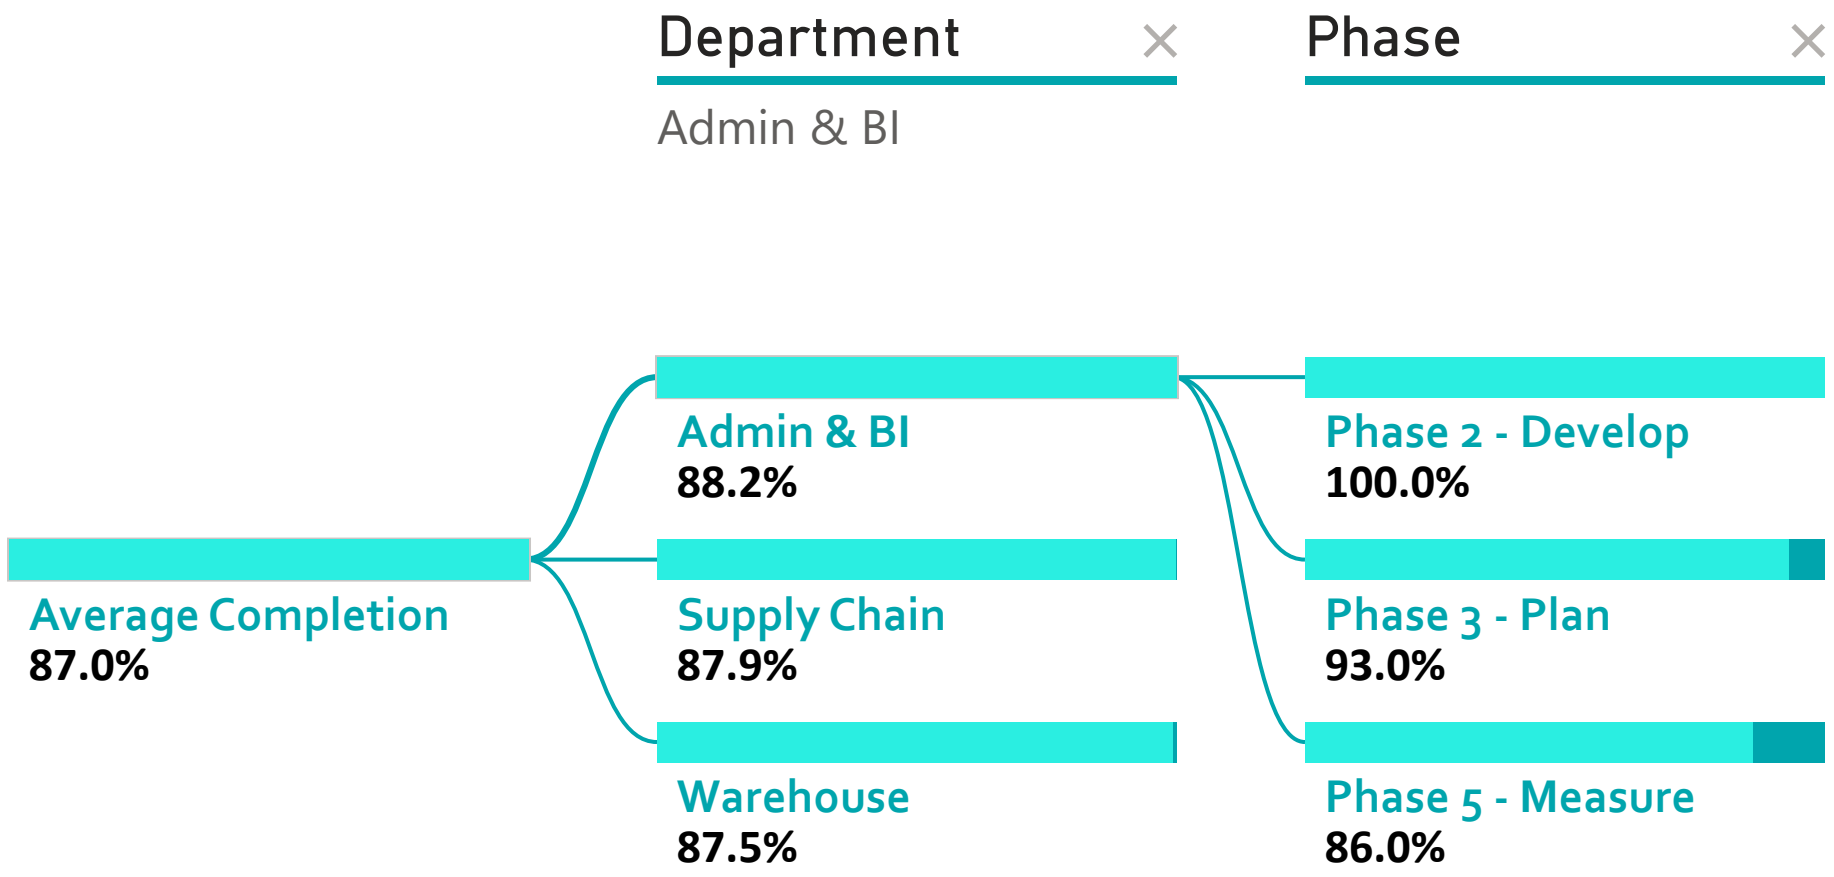 Department
Phase
Admin & BI
Admin & BI
88.2%
Phase 2 - Develop
100.0%
Average Completion
87.0%
Supply Chain
87.9%
Phase 3 - Plan
93.0%
Warehouse
87.5%
Phase 5 - Measure
86.0%